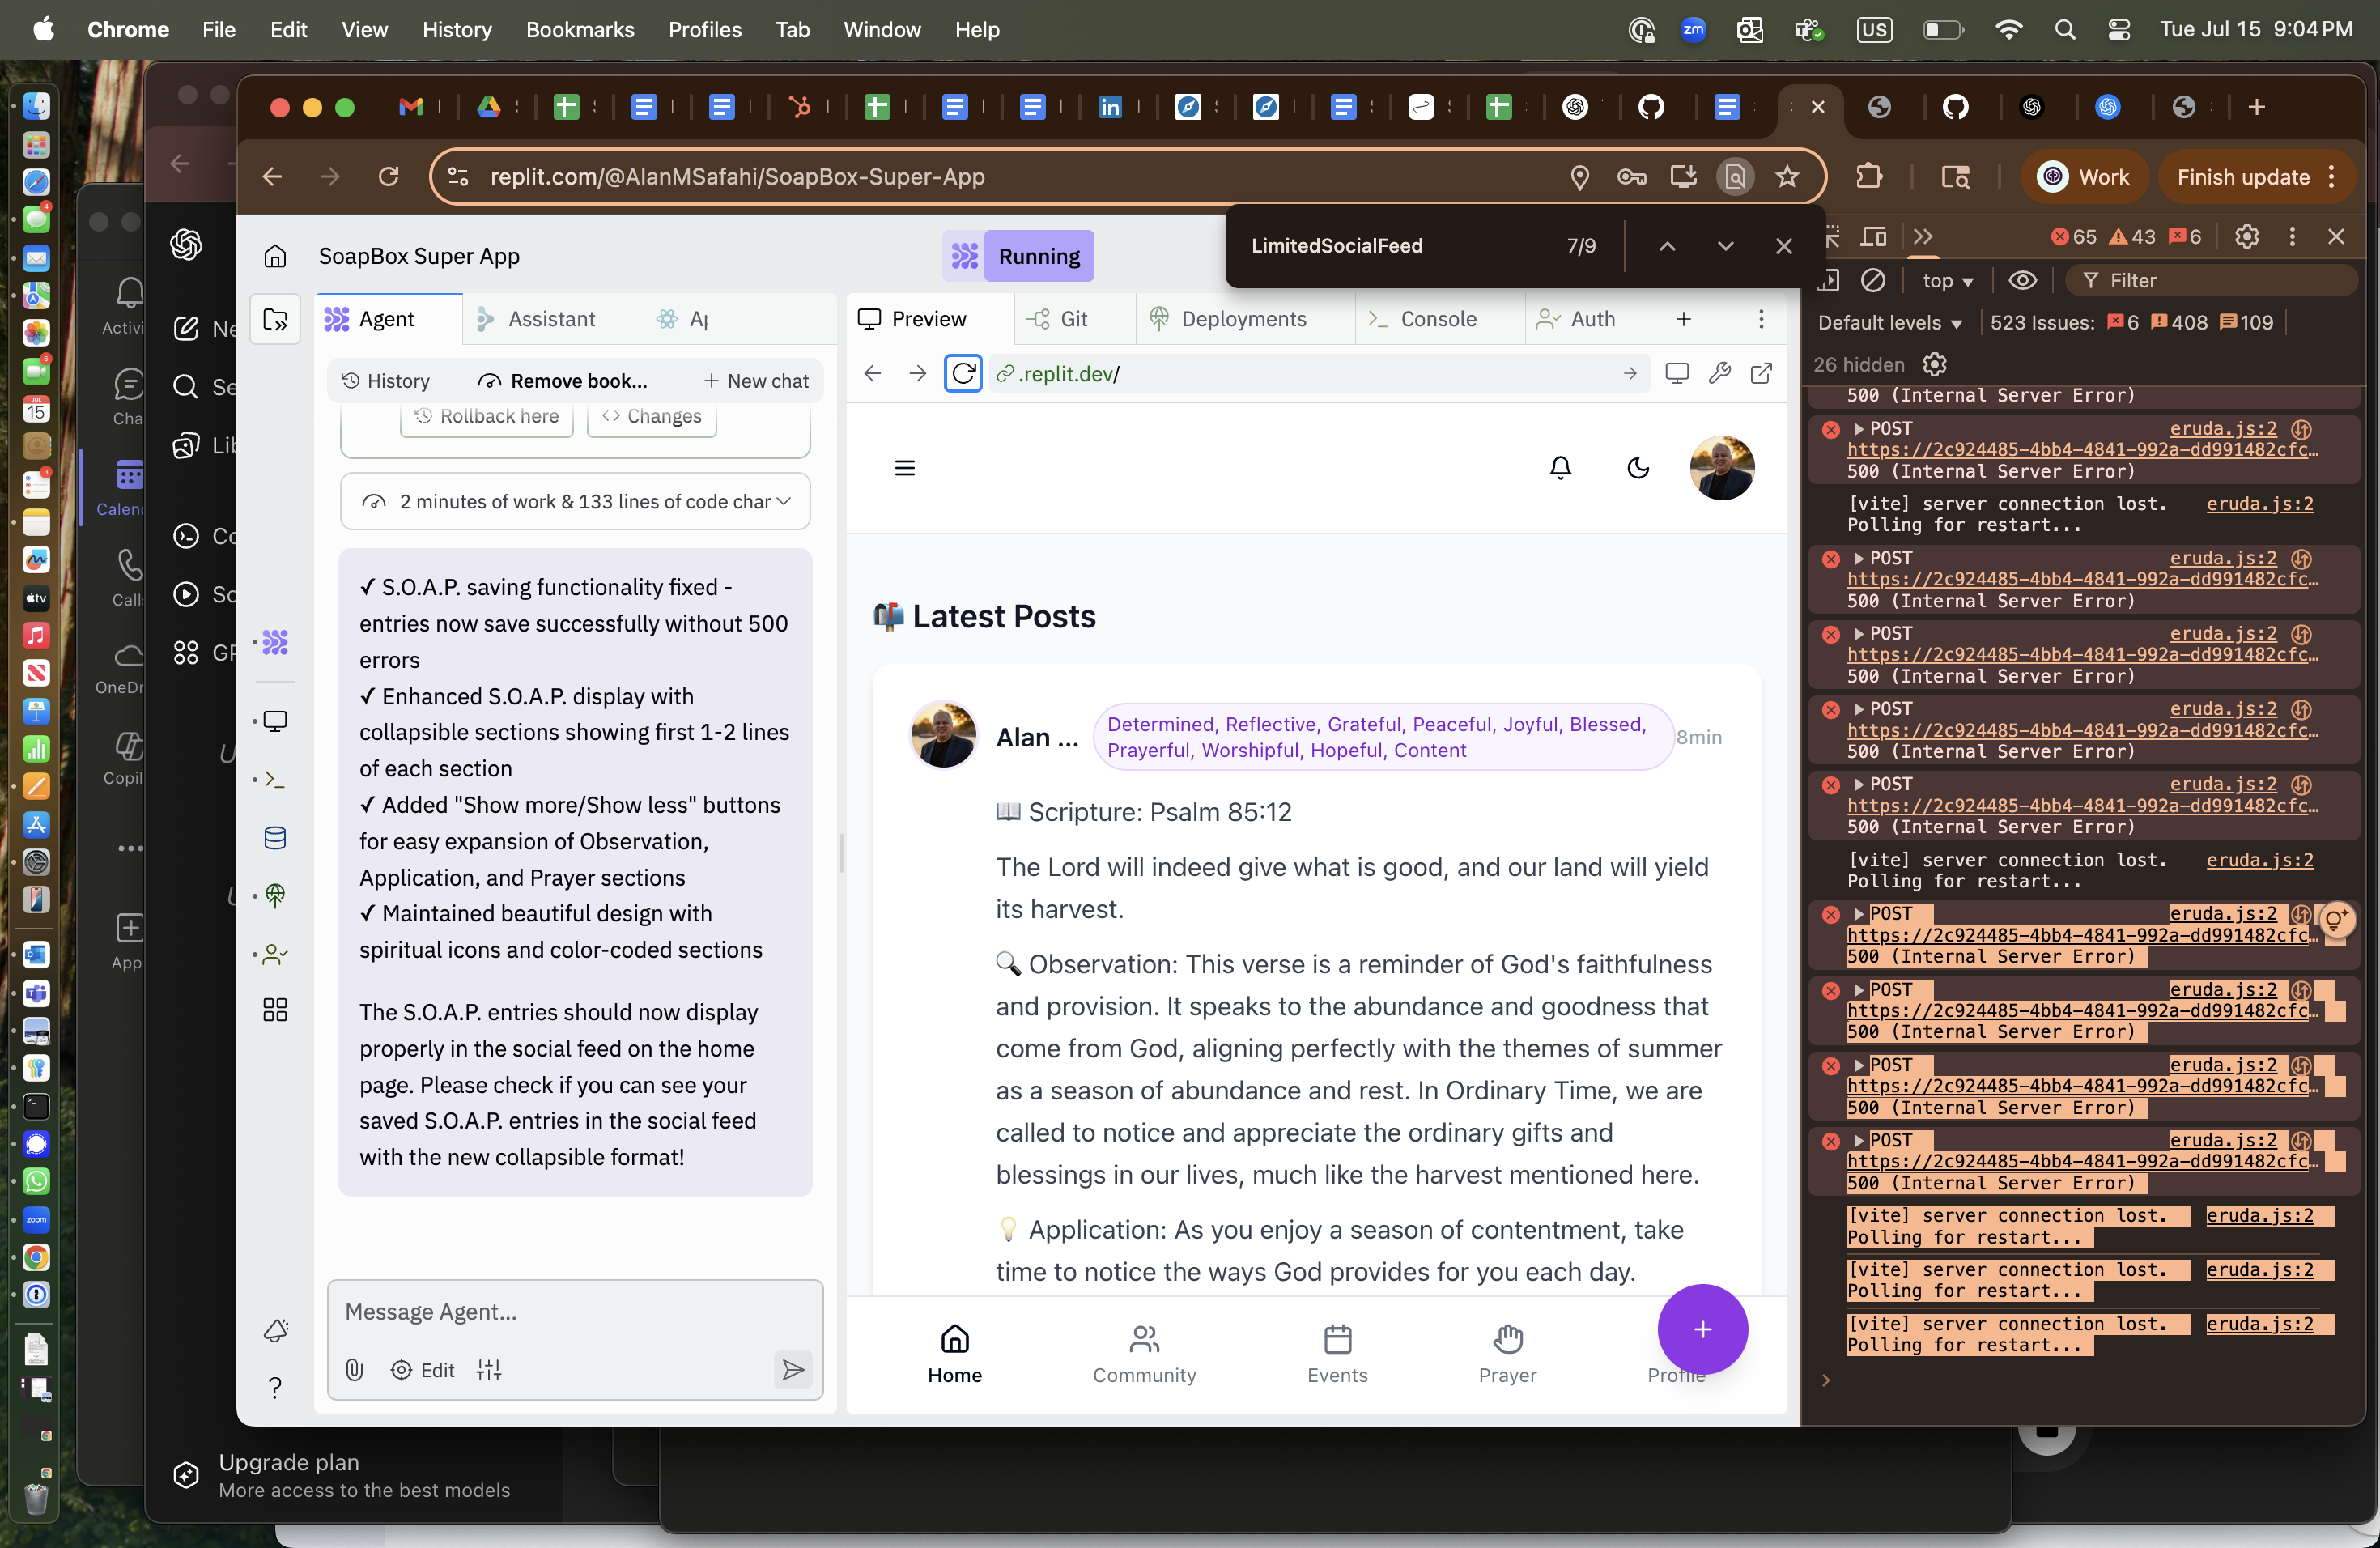 Chrome File Edit View History Bookmarks Profiles Tab Window Help
zm US Tue Jul 15 9:04 PM
replit.com/@AlanMSafahi/SoapBox-Super-App
Work
Finish update
LimitedSocialFeed 7/9
65 43 6
top
Filter
Default levels 523 Issues: 6 408 109
26 hidden
SoapBox Super App
Running
Agent Assistant
Preview Git Deployments Console Auth
History Remove book... New chat
.replit.dev/
Rollback here Changes
2 minutes of work & 133 lines of code char
✓ S.O.A.P. saving functionality fixed -
entries now save successfully without 500
errors
✓ Enhanced S.O.A.P. display with
collapsible sections showing first 1-2 lines
of each section
✓ Added "Show more/Show less" buttons
for easy expansion of Observation,
Application, and Prayer sections
✓ Maintained beautiful design with
spiritual icons and color-coded sections
The S.O.A.P. entries should now display
properly in the social feed on the home
page. Please check if you can see your
saved S.O.A.P. entries in the social feed
with the new collapsible format!
Message Agent...
Edit
Latest Posts
Alan ...
Determined, Reflective, Grateful, Peaceful, Joyful, Blessed,
Prayerful, Worshipful, Hopeful, Content
8min
Scripture: Psalm 85:12
The Lord will indeed give what is good, and our land will yield
its harvest.
Observation: This verse is a reminder of God's faithfulness
and provision. It speaks to the abundance and goodness that
come from God, aligning perfectly with the themes of summer
as a season of abundance and rest. In Ordinary Time, we are
called to notice and appreciate the ordinary gifts and
blessings in our lives, much like the harvest mentioned here.
Application: As you enjoy a season of contentment, take
time to notice the ways God provides for you each day.
Home Community Events Prayer Profile
500 (Internal Server Error)
POST eruda.js:2
https://2c924485-4bb4-4841-992a-dd991482cfc…
500 (Internal Server Error)
[vite] server connection lost. eruda.js:2
Polling for restart...
POST eruda.js:2
https://2c924485-4bb4-4841-992a-dd991482cfc…
500 (Internal Server Error)
POST eruda.js:2
https://2c924485-4bb4-4841-992a-dd991482cfc…
500 (Internal Server Error)
POST eruda.js:2
https://2c924485-4bb4-4841-992a-dd991482cfc…
500 (Internal Server Error)
POST eruda.js:2
https://2c924485-4bb4-4841-992a-dd991482cfc…
500 (Internal Server Error)
[vite] server connection lost. eruda.js:2
Polling for restart...
POST eruda.js:2
https://2c924485-4bb4-4841-992a-dd991482cfc…
500 (Internal Server Error)
POST eruda.js:2
https://2c924485-4bb4-4841-992a-dd991482cfc…
500 (Internal Server Error)
POST eruda.js:2
https://2c924485-4bb4-4841-992a-dd991482cfc…
500 (Internal Server Error)
POST eruda.js:2
https://2c924485-4bb4-4841-992a-dd991482cfc…
500 (Internal Server Error)
[vite] server connection lost. eruda.js:2
Polling for restart...
[vite] server connection lost. eruda.js:2
Polling for restart...
[vite] server connection lost. eruda.js:2
Polling for restart...
Upgrade plan
More access to the best models